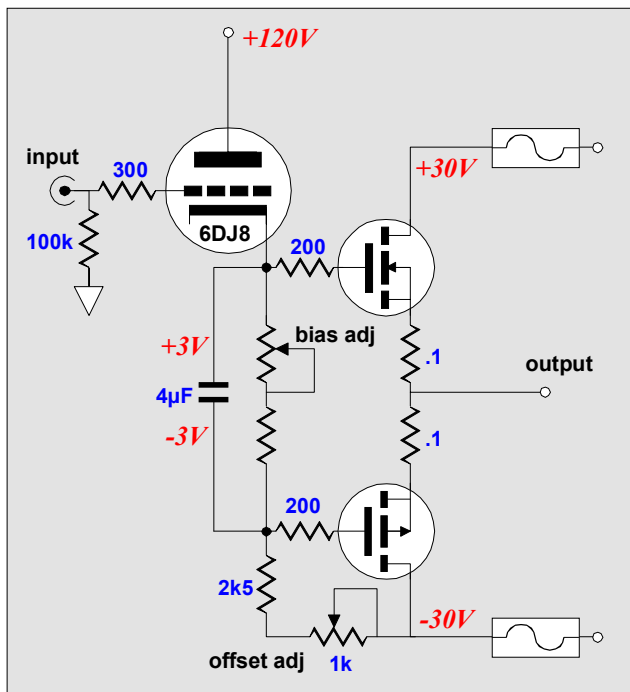 +120V
input
300
+30V
6DJ8
100k
200
+3V
bias adj
.1
output
4µF
-3V
.1
200
2k5
-30V
offset adj
1k